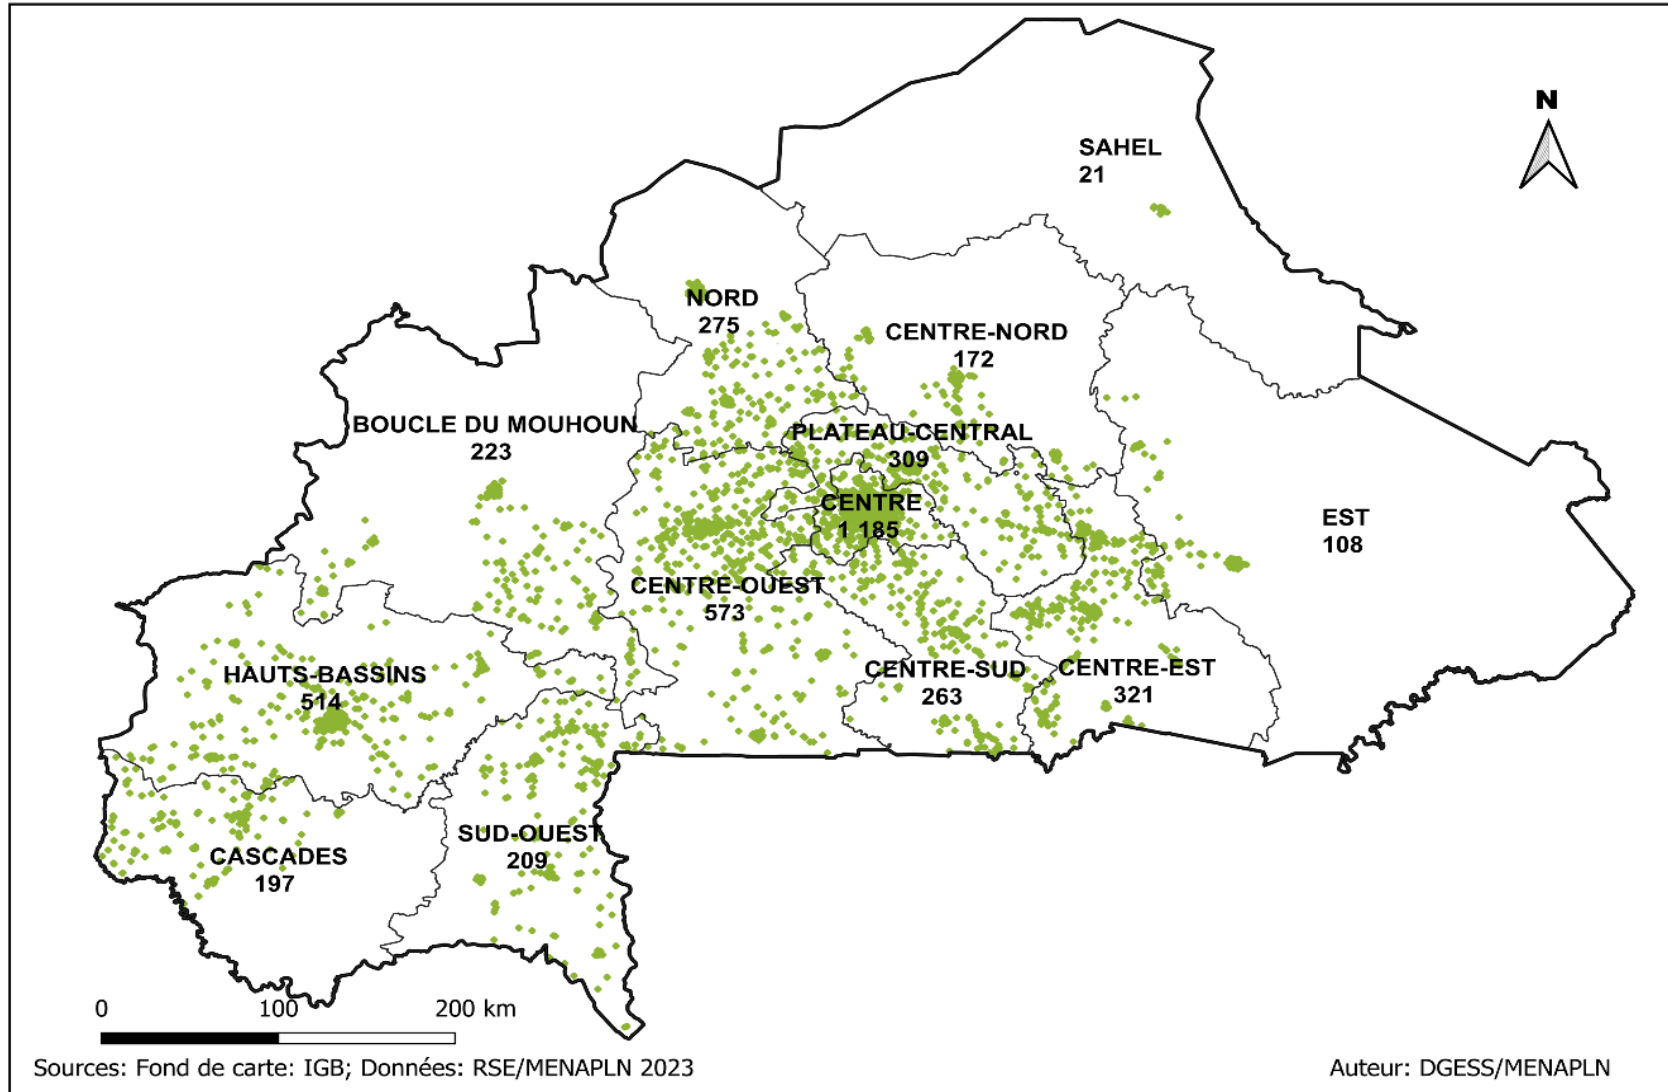 N
SAHEL
21
NORD
275
CENTRE-NORD
172
BOUCLE DU MOUHOUN
223
PLATEAU-CENTRAL
309
CENTRE
1 185
EST
108
CENTRE-OUEST
573
HAUTS-BASSINS
514
CENTRE-SUD
263
CENTRE-EST
321
SUD-OUEST
209
CASCADES
197
0 100 200 km
Sources: Fond de carte: IGB; Données: RSE/MENAPLN 2023
Auteur: DGESS/MENAPLN